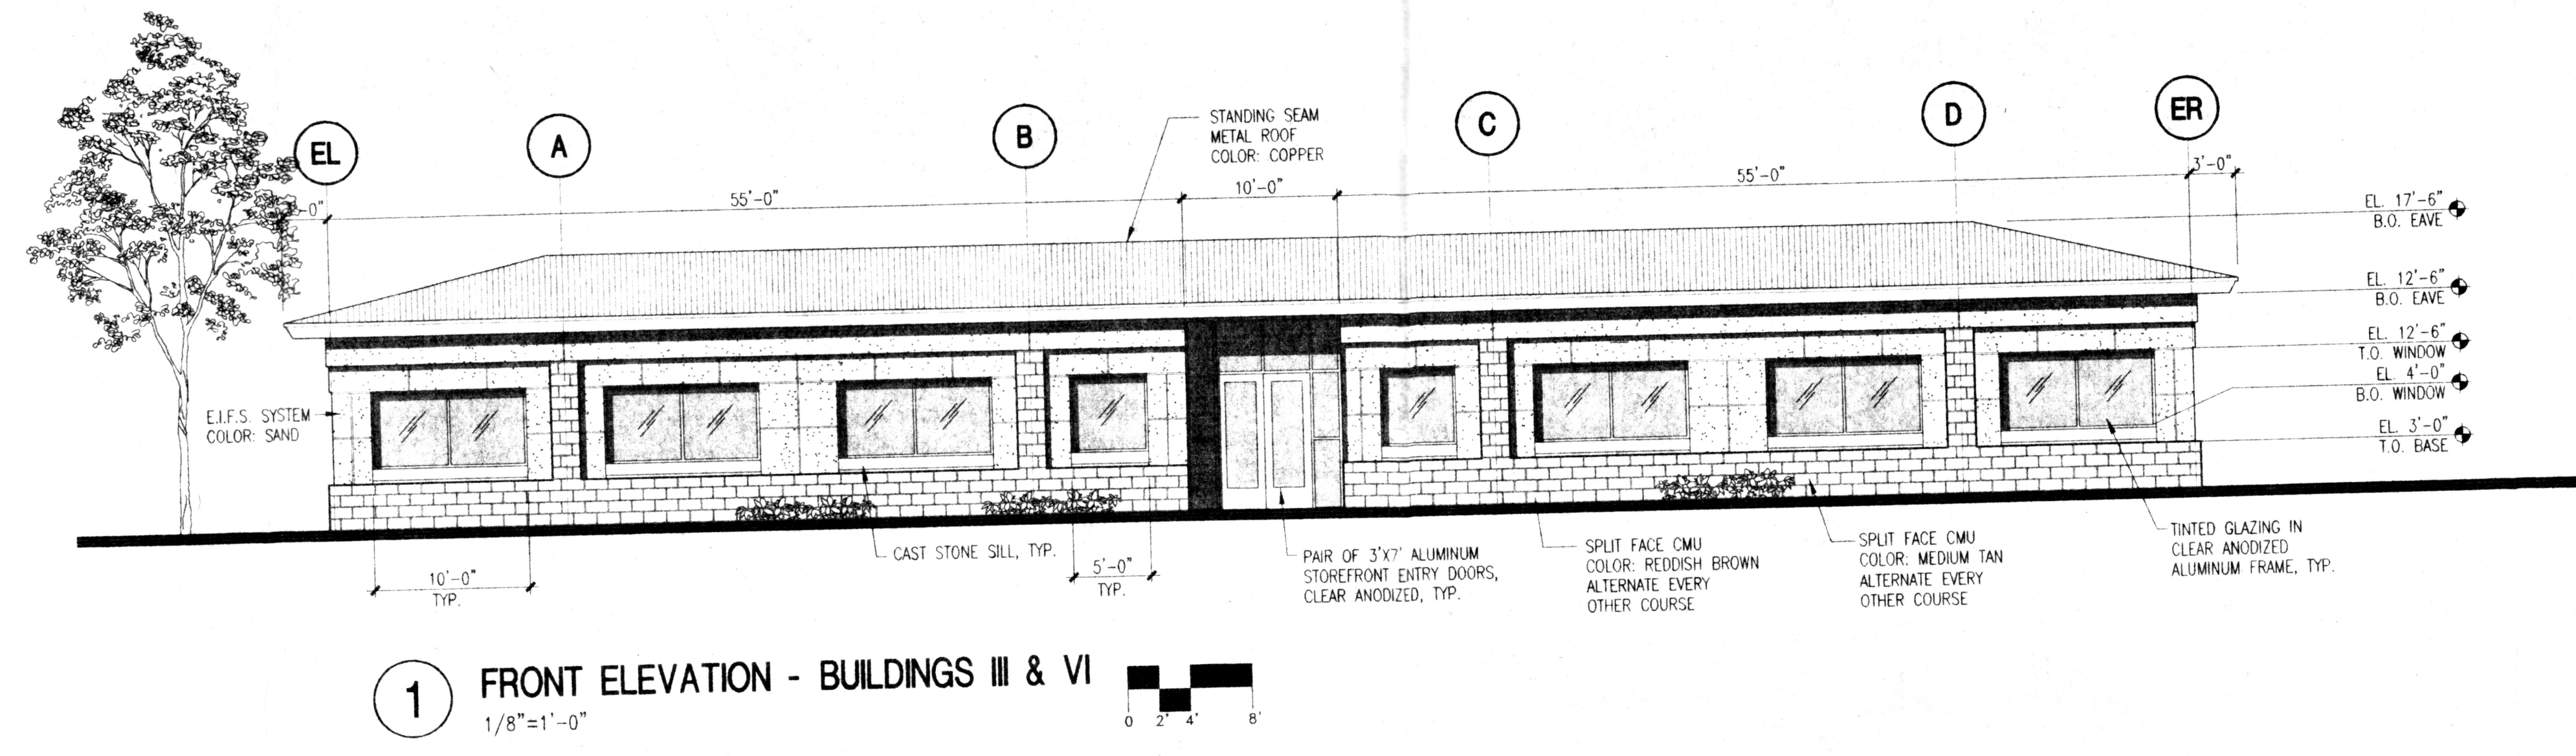 EL
A
B
C
D
ER
STANDING SEAM
METAL ROOF
COLOR: COPPER
-0"
55'-0"
10'-0"
55'-0"
3'-0"
EL. 17'-6"
B.O. EAVE
EL. 12'-6"
B.O. EAVE
EL. 12'-6"
T.O. WINDOW
EL. 4'-0"
B.O. WINDOW
EL. 3'-0"
T.O. BASE
E.I.F.S. SYSTEM
COLOR: SAND
10'-0"
TYP.
CAST STONE SILL, TYP.
5'-0"
TYP.
PAIR OF 3'X7' ALUMINUM
STOREFRONT ENTRY DOORS,
CLEAR ANODIZED, TYP.
SPLIT FACE CMU
COLOR: REDDISH BROWN
ALTERNATE EVERY
OTHER COURSE
SPLIT FACE CMU
COLOR: MEDIUM TAN
ALTERNATE EVERY
OTHER COURSE
TINTED GLAZING IN
CLEAR ANODIZED
ALUMINUM FRAME, TYP.
1
FRONT ELEVATION - BUILDINGS III & VI
1/8"=1'-0"
0 2' 4' 8'